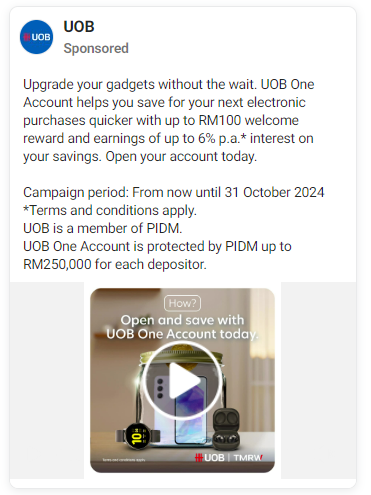 UOB
UOB
Sponsored
Upgrade your gadgets without the wait. UOB One
Account helps you save for your next electronic
purchases quicker with up to RM100 welcome
reward and earnings of up to 6% p.a.* interest on
your savings. Open your account today.
Campaign period: From now until 31 October 2024
*Terms and conditions apply.
UOB is a member of PIDM.
UOB One Account is protected by PIDM up to
RM250,000 for each depositor.
How?
Open and save with
UOB One Account today.
10
Terms and conditions apply.
UOB | TMRW